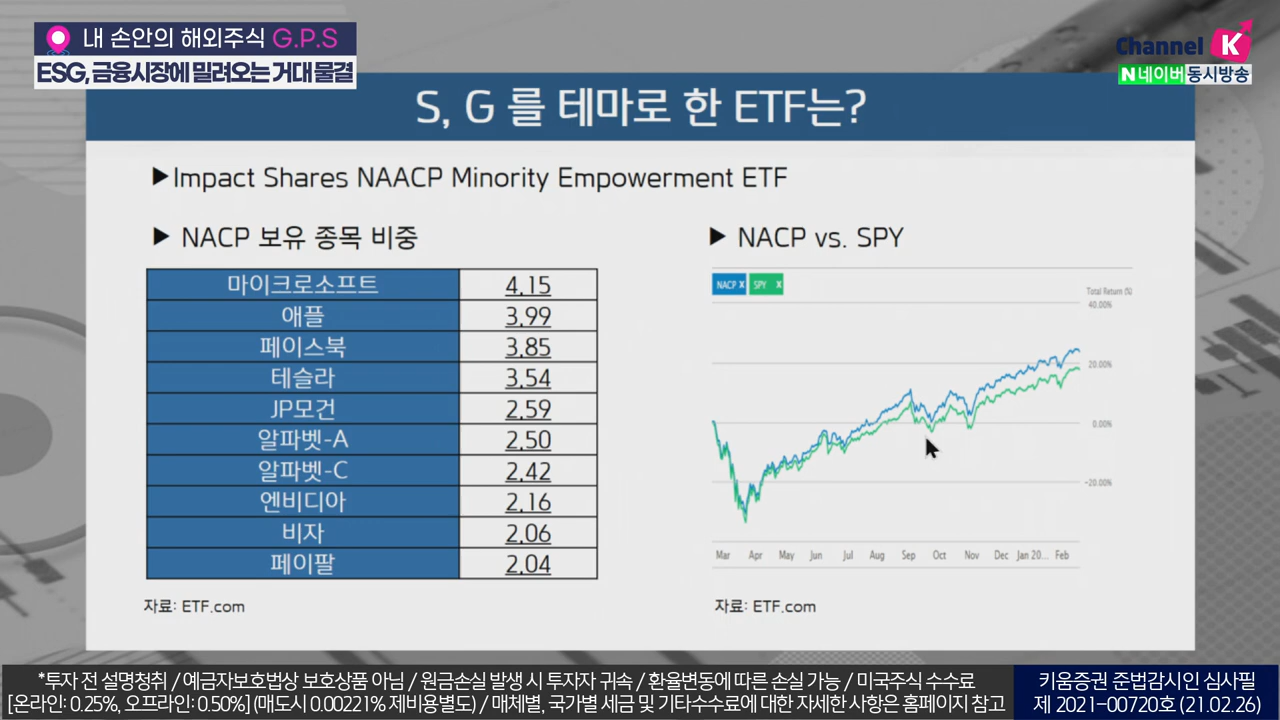 내 손안의 해외주식 G.P.S
ESG, 금융시장에 밀려오는 거대 물결
Channel K
N 네이버 동시방송
S, G 를 테마로 한 ETF는?
▶Impact Shares NAACP Minority Empowerment ETF
▶ NACP 보유 종목 비중
마이크로소프트 4.15
애플 3.99
페이스북 3.85
테슬라 3.54
JP모건 2.59
알파벳-A 2.50
알파벳-C 2.42
엔비디아 2.16
비자 2.06
페이팔 2.04
자료: ETF.com
▶ NACP vs. SPY
NACP X SPY X
Total Return (%)
40.00%
20.00%
0.00%
-20.00%
Mar Apr May Jun Jul Aug Sep Oct Nov Dec Jan 20... Feb
자료: ETF.com
*투자 전 설명청취 / 예금자보호법상 보호상품 아님 / 원금손실 발생 시 투자자 귀속 / 환율변동에 따른 손실 가능 / 미국주식 수수료
[온라인: 0.25%, 오프라인: 0.50%] (매도시 0.00221% 제비용별도) / 매체별, 국가별 세금 및 기타수수료에 대한 자세한 사항은 홈페이지 참고
키움증권 준법감시인 심사필
제 2021-00720호 (21.02.26)